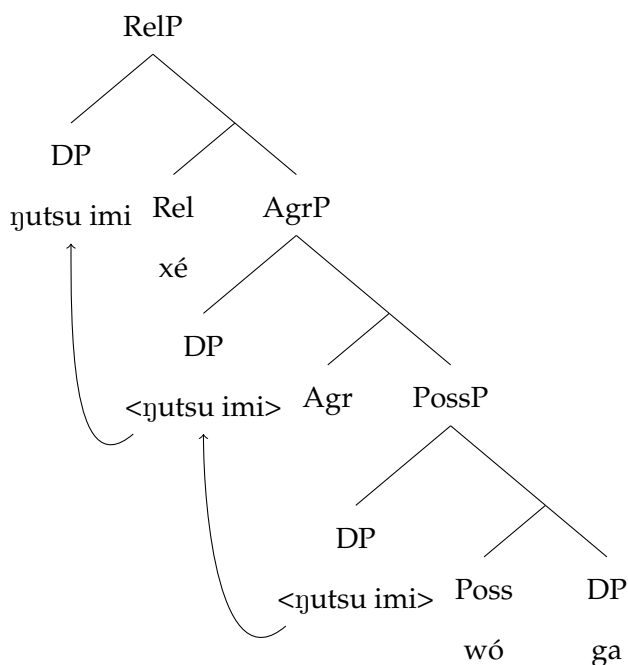 RelP
DP
ŋutsu imi Rel AgrP
xé
DP
<ŋutsu imi> Agr PossP
DP
<ŋutsu imi> Poss DP
wó ga